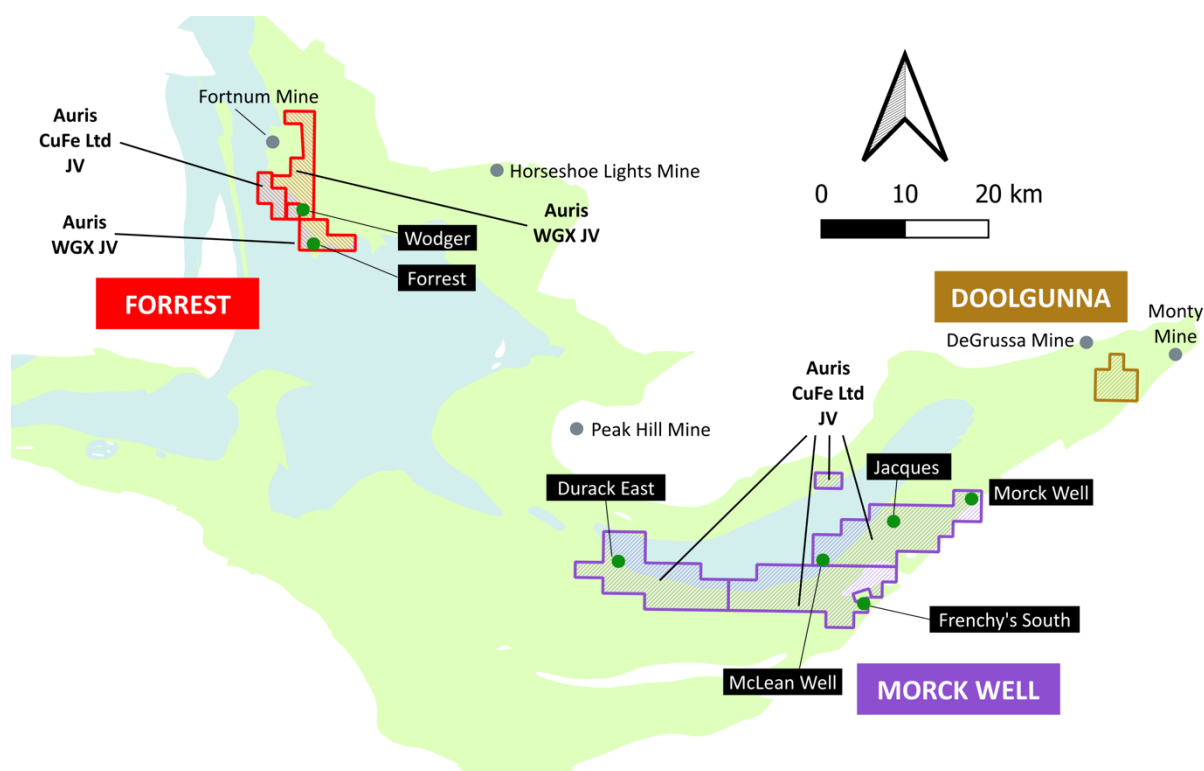 Fortnum Mine
Auris
CuFe Ltd
JV
Horseshoe Lights Mine
0 10 20 km
Auris
WGX JV
Auris
WGX JV
Wodger
Forrest
FORREST
DOOLGUNNA
Monty
Mine
DeGrussa Mine
Auris
CuFe Ltd
JV
Peak Hill Mine
Jacques
Durack East
Morck Well
Frenchy's South
McLean Well
MORCK WELL